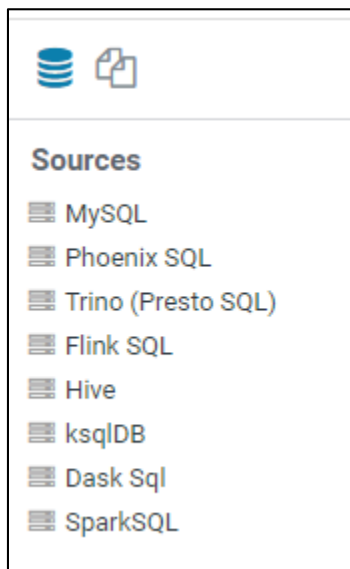 Sources
MySQL
Phoenix SQL
Trino (Presto SQL)
Flink SQL
Hive
ksqlDB
Dask Sql
SparkSQL